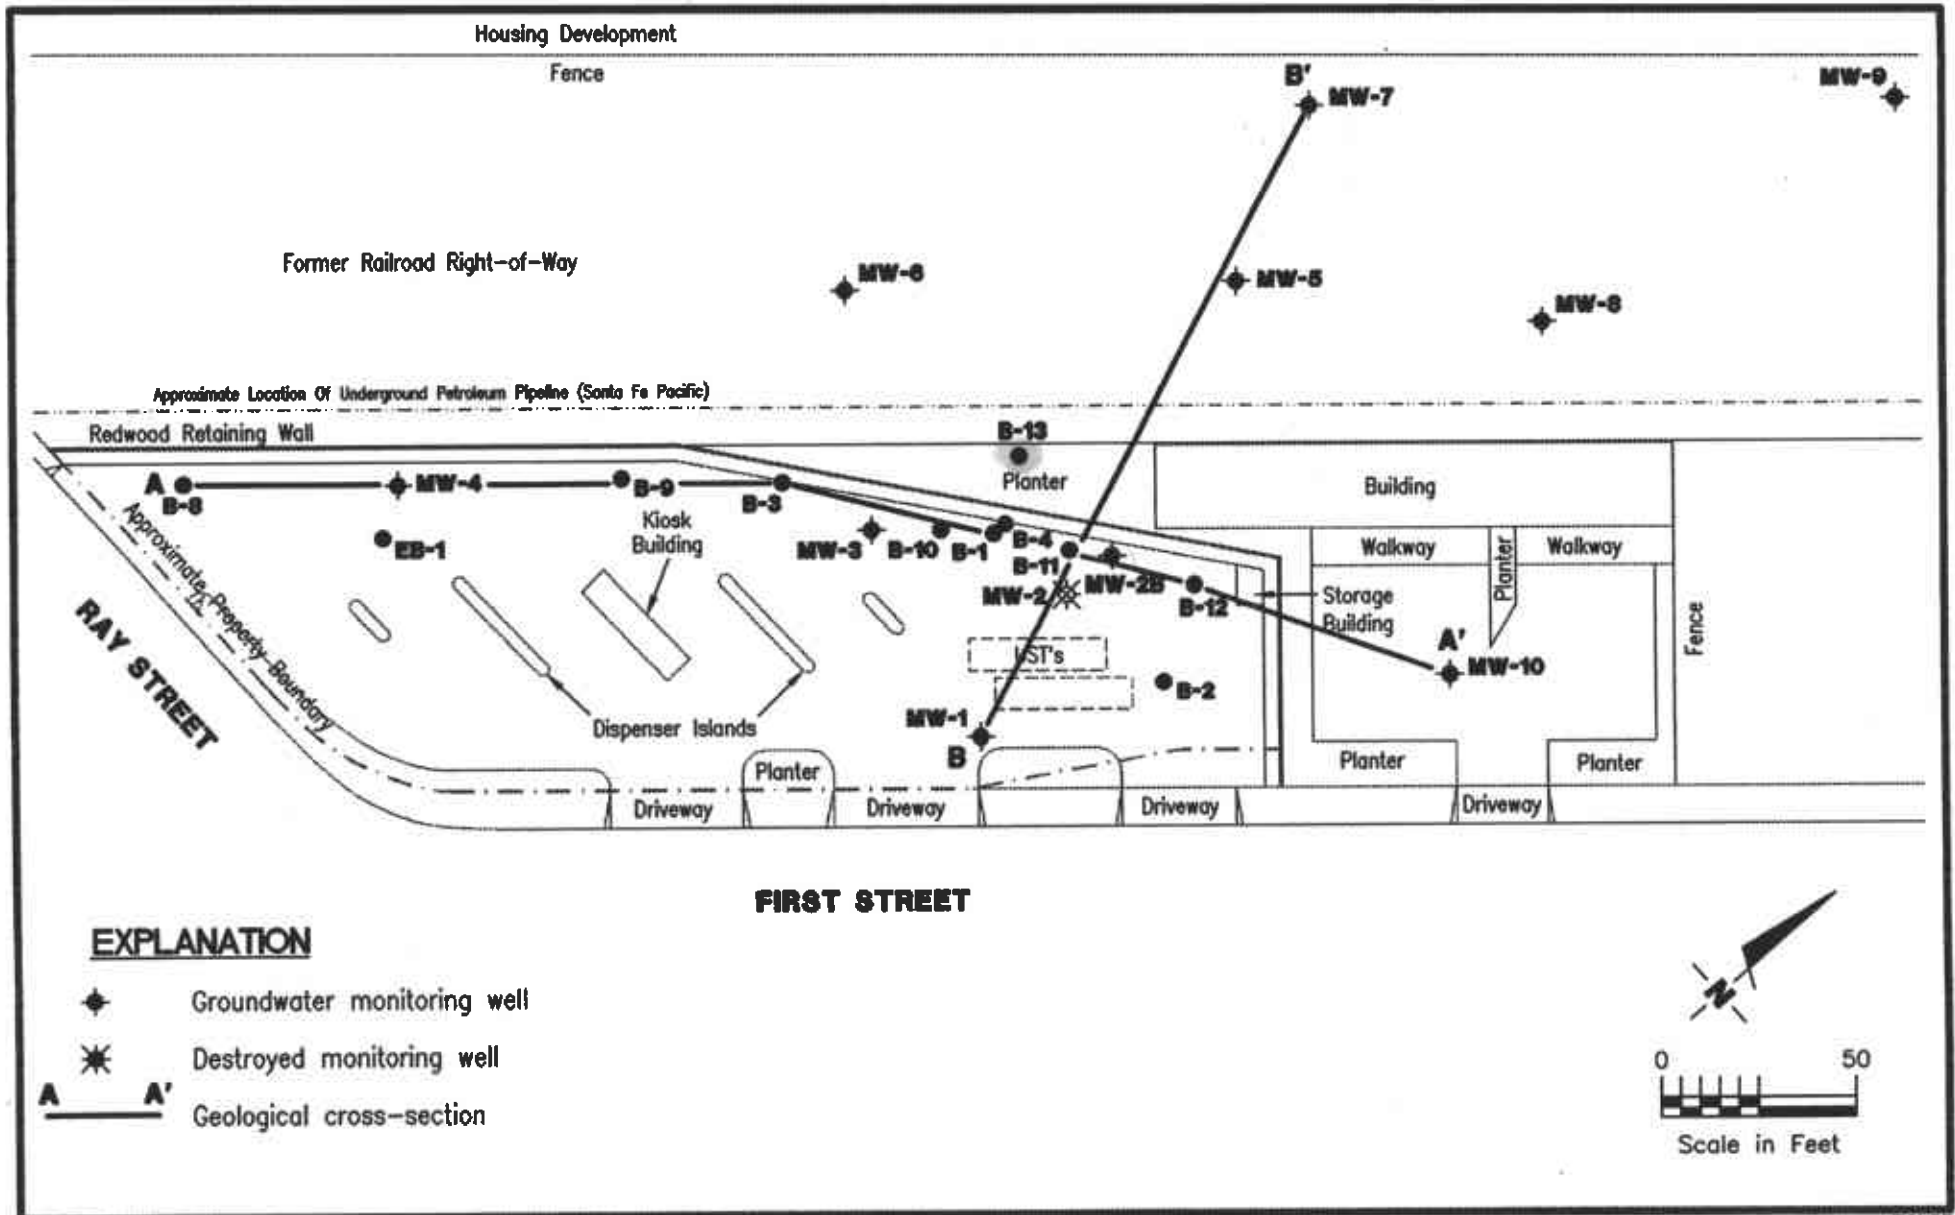 Housing Development
Fence
B'
MW-7
MW-9
Former Railroad Right-of-Way
MW-6
MW-5
MW-8
Approximate Location Of Underground Petroleum Pipeline (Santa Fe Pacific)
Redwood Retaining Wall
B-13
Planter
Building
A
B-8
MW-4
B-9
B-3
Kiosk
Building
EB-1
MW-3
B-10
B-1
B-4
B-11
MW-2
MW-2B
B-12
Walkway
Planter
Walkway
Storage
Building
A'
MW-10
Fence
Approximate Property Boundary
RAY STREET
UST's
B-2
MW-1
B
Dispenser Islands
Planter
Planter
Planter
Driveway
Driveway
Driveway
Driveway
FIRST STREET
EXPLANATION
Groundwater monitoring well
Destroyed monitoring well
A A'
Geological cross-section
N
0 50
Scale in Feet